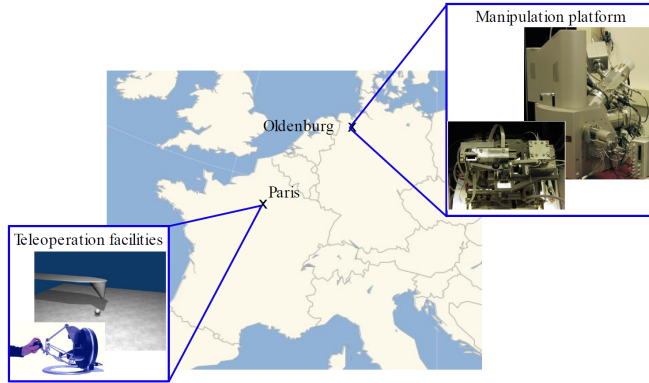 Manipulation platform
Oldenburg
Paris
Teleoperation facilities